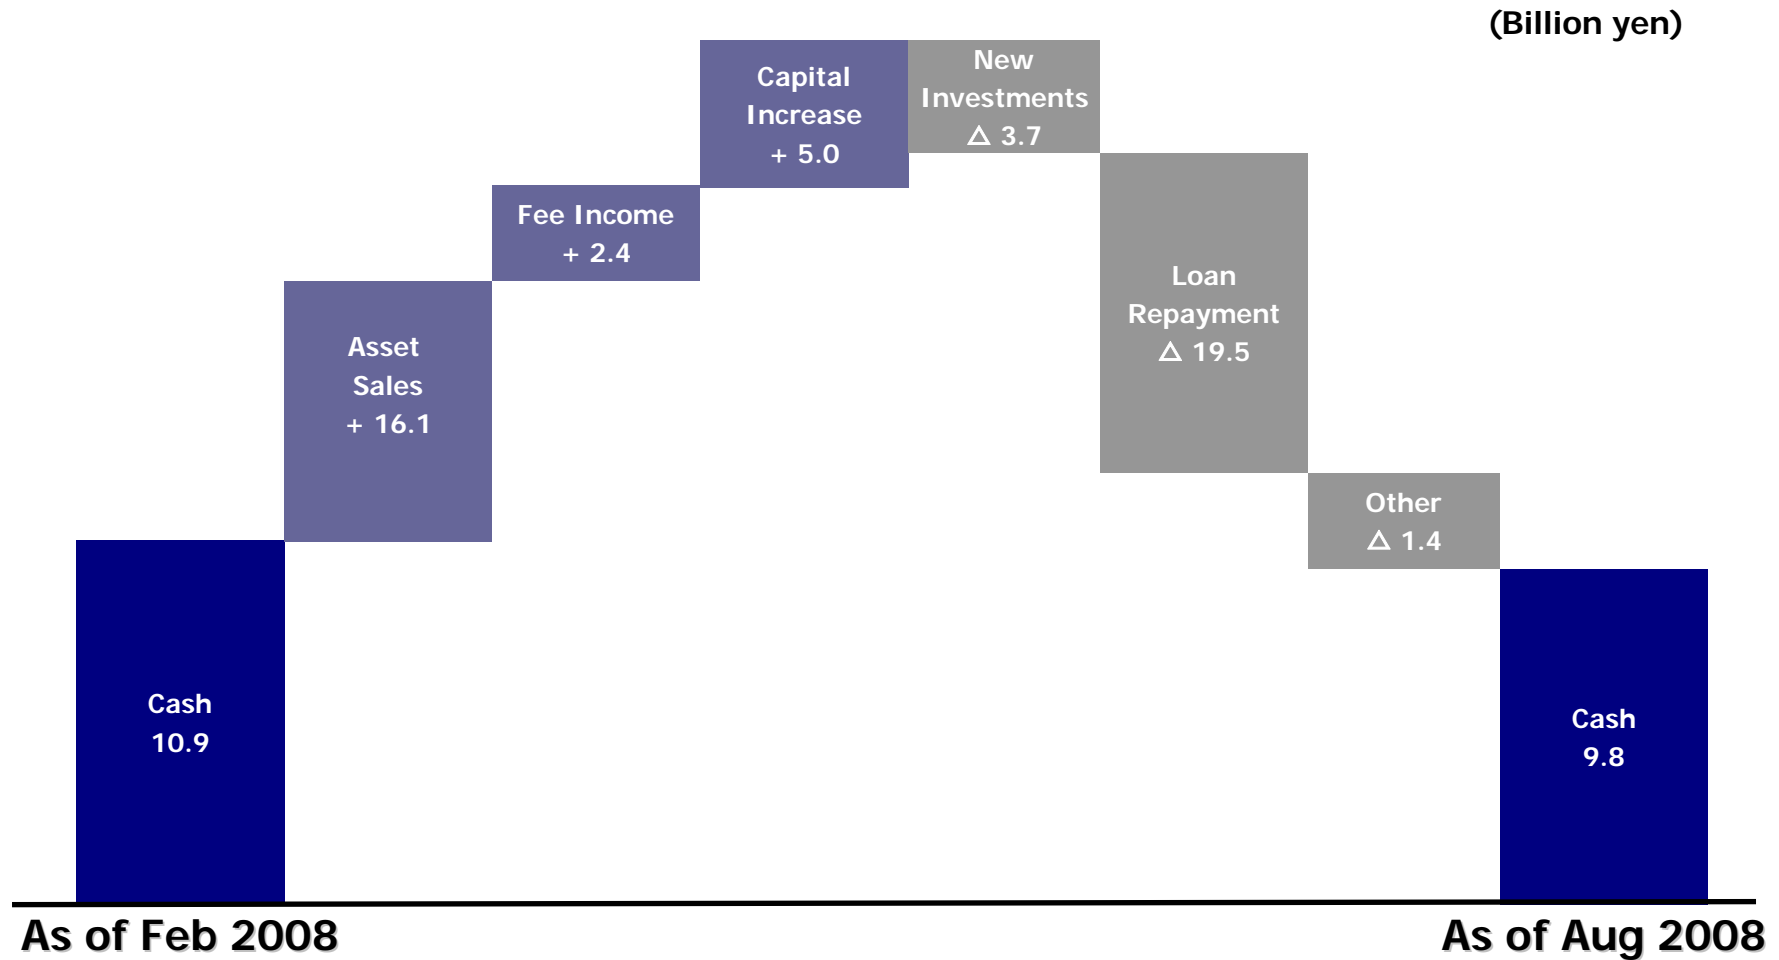 (Billion yen)
Capital
Increase
+ 5.0
New
Investments
Δ 3.7
Fee Income
+ 2.4
Asset
Sales
+ 16.1
Loan
Repayment
Δ 19.5
Other
Δ 1.4
Cash
10.9
Cash
9.8
As of Feb 2008
As of Aug 2008